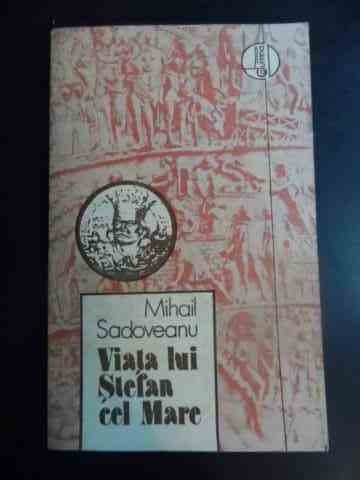 Mihail
Sadoveanu
Viața lui
Ștefan
cel Mare